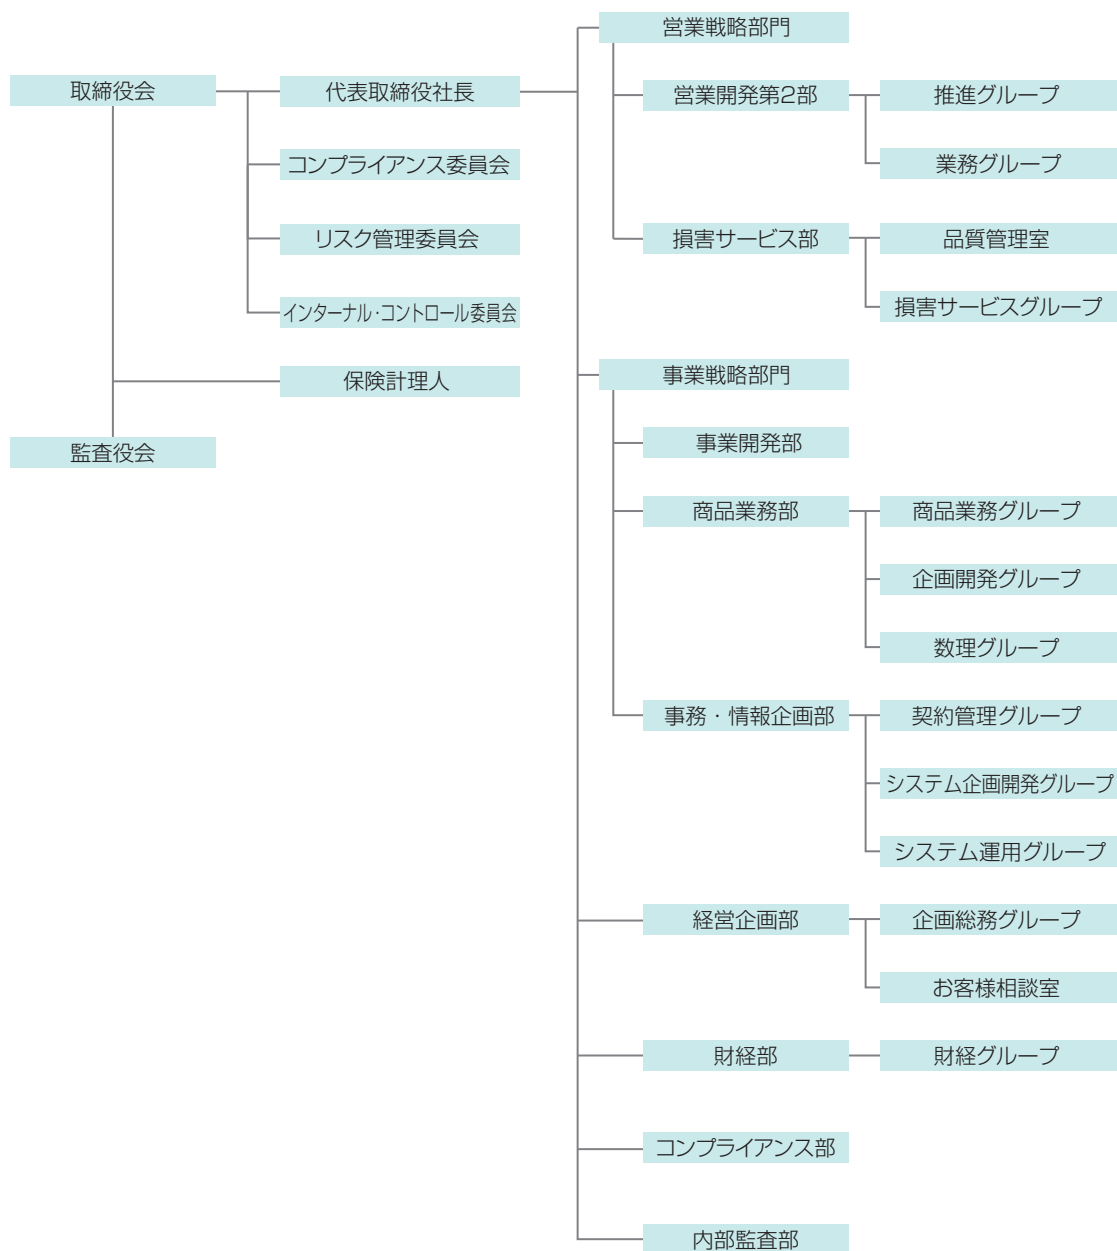 取締役会
代表取締役社長
コンプライアンス委員会
リスク管理委員会
インターナル・コントロール委員会
保険計理人
監査役会
営業戦略部門
営業開発第2部
推進グループ
業務グループ
損害サービス部
品質管理室
損害サービスグループ
事業戦略部門
事業開発部
商品業務部
商品業務グループ
企画開発グループ
数理グループ
事務・情報企画部
契約管理グループ
システム企画開発グループ
システム運用グループ
経営企画部
企画総務グループ
お客様相談室
財経部
財経グループ
コンプライアンス部
内部監査部